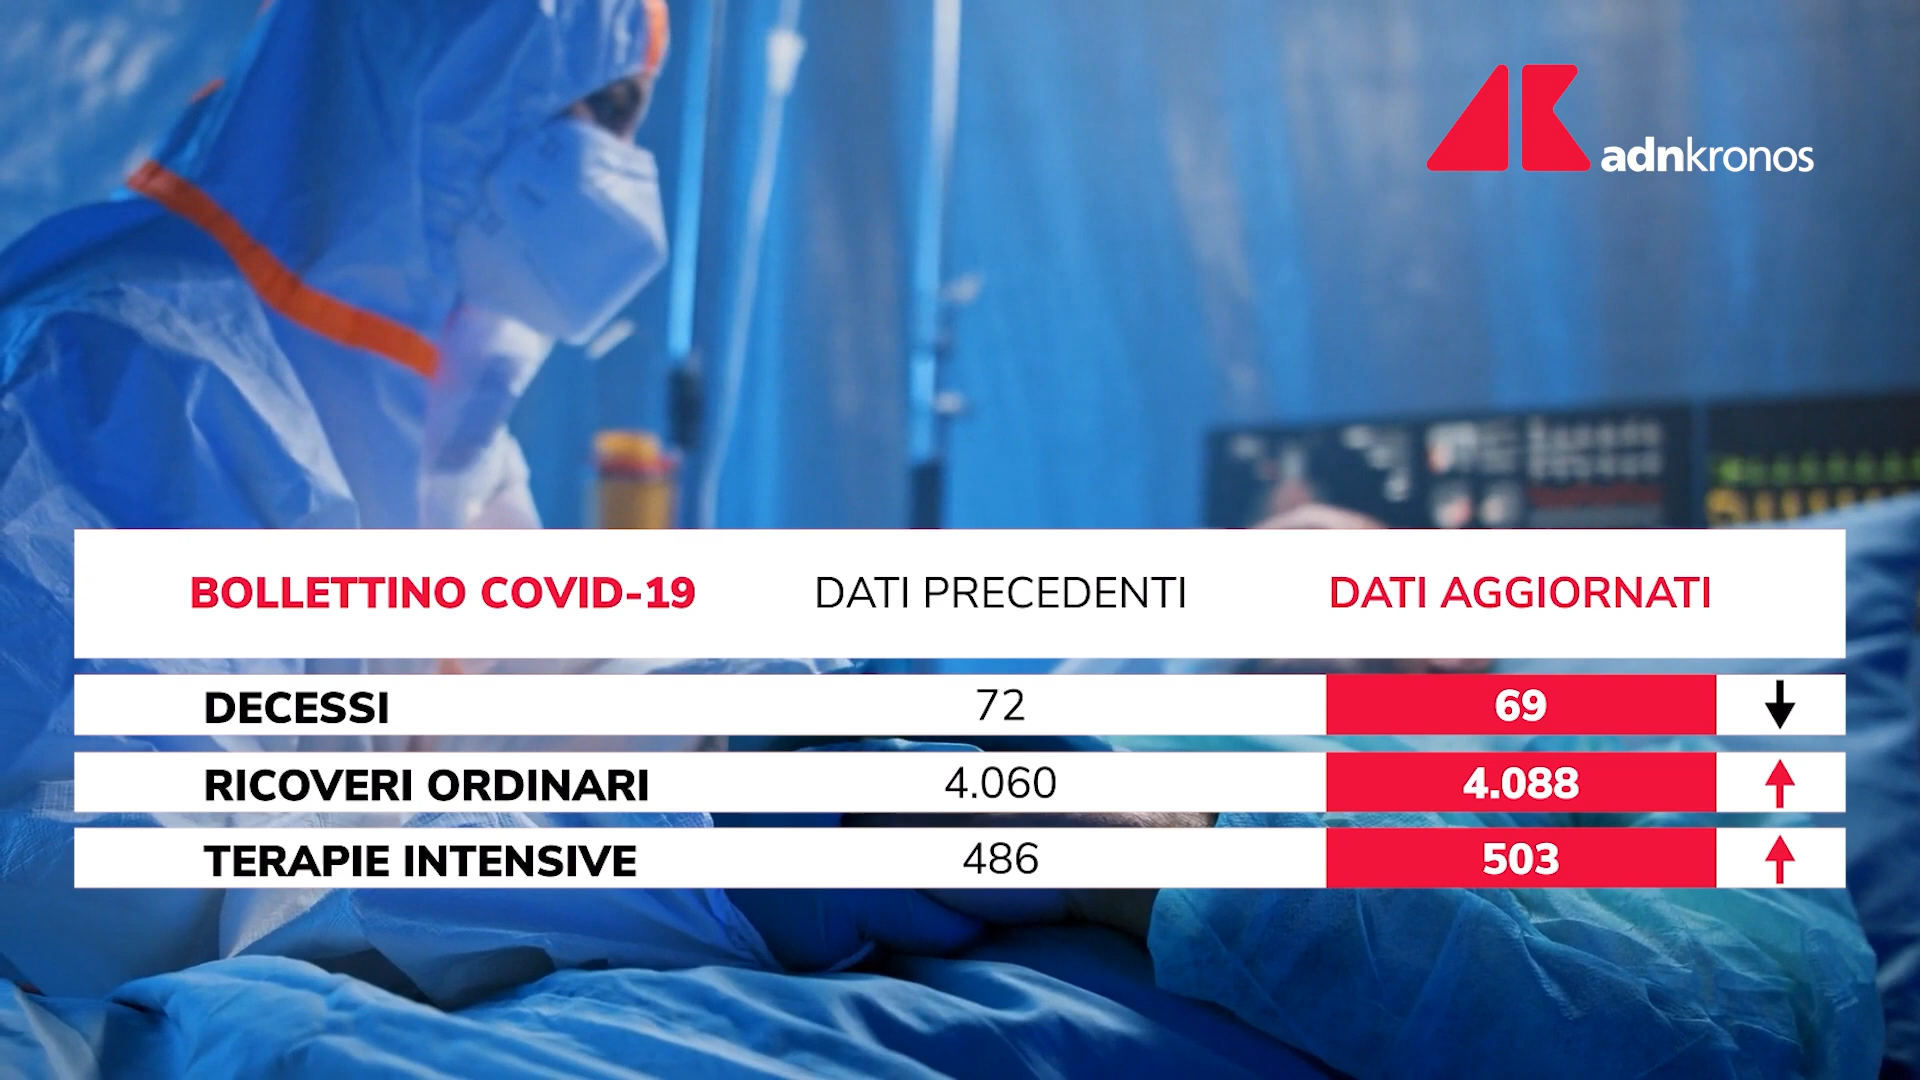 adnkronos
BOLLETTINO COVID-19 DATI PRECEDENTI DATI AGGIORNATI
DECESSI 72 69
RICOVERI ORDINARI 4.060 4.088
TERAPIE INTENSIVE 486 503